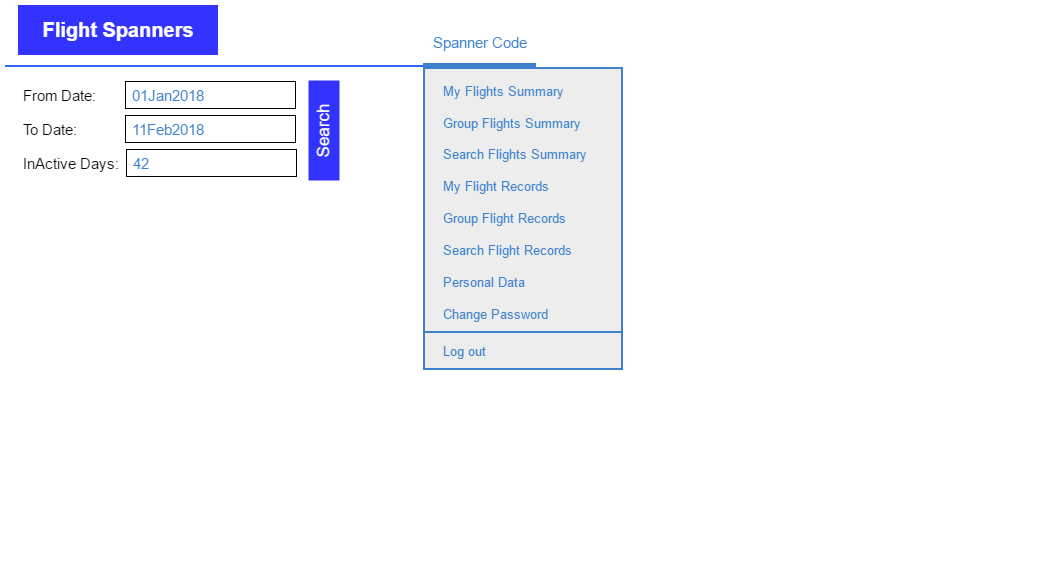 Flight Spanners
Spanner Code
From Date: 01Jan2018
To Date: 11Feb2018
InActive Days: 42
Search
My Flights Summary
Group Flights Summary
Search Flights Summary
My Flight Records
Group Flight Records
Search Flight Records
Personal Data
Change Password
Log out